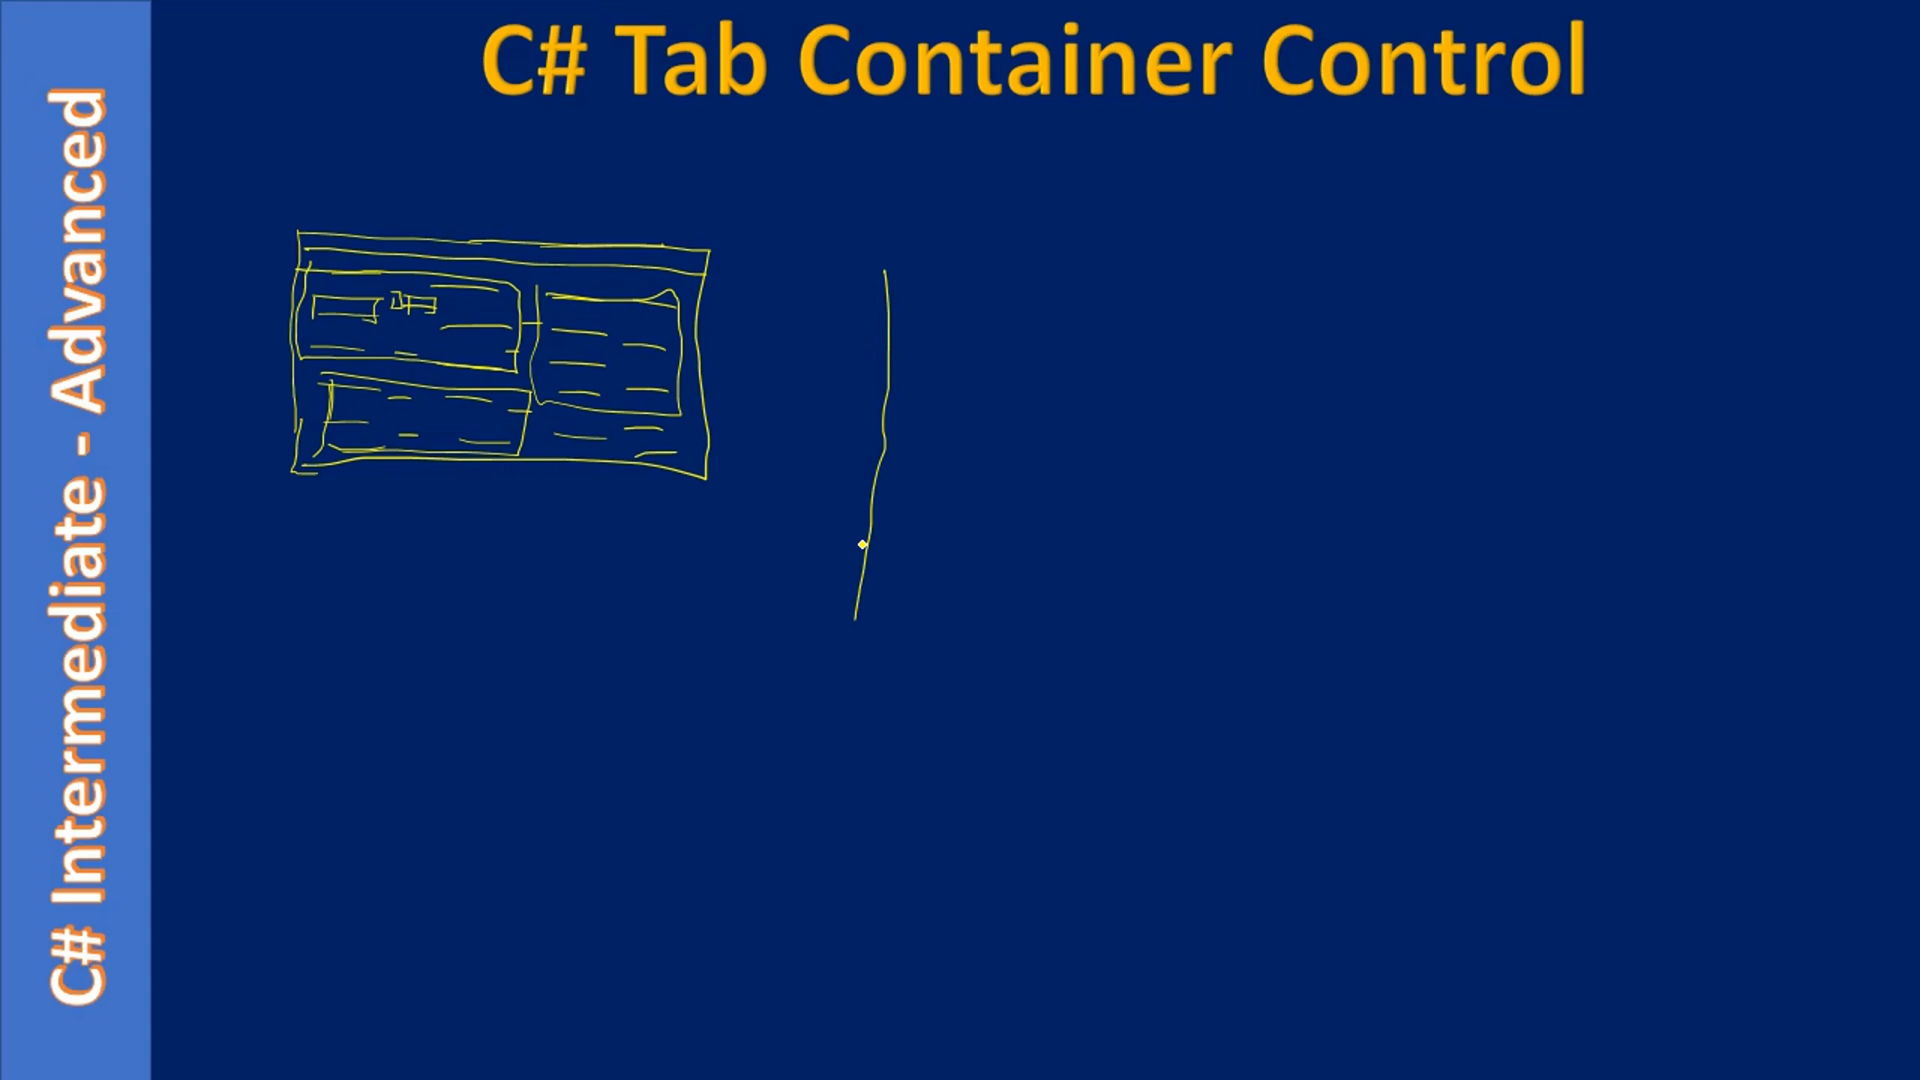 C# Tab Container Control
C# Intermediate - Advanced